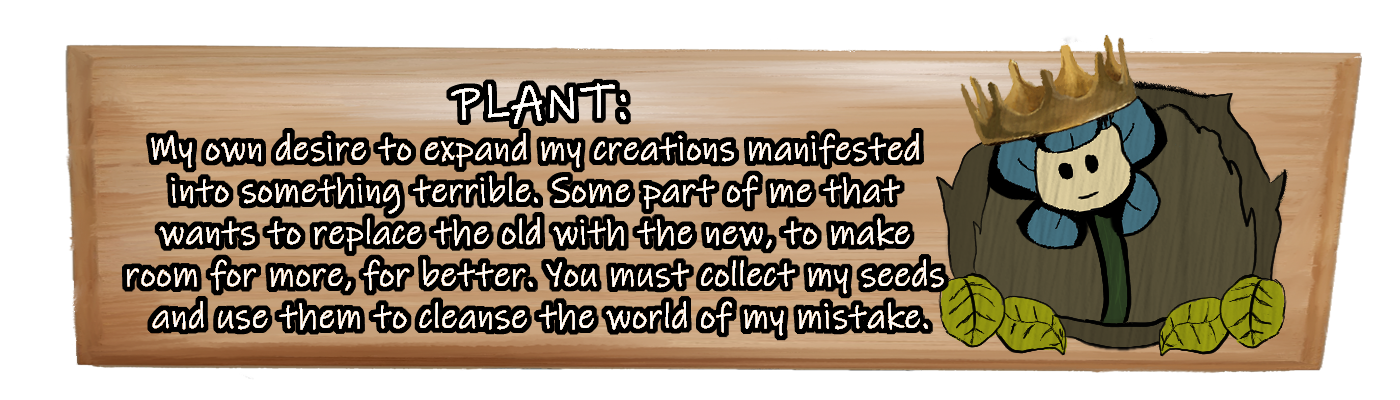 PLANT:
My own desire to expand my creations manifested
into something terrible. Some part of me that
wants to replace the old with the new, to make
room for more, for better. You must collect my seeds
and use them to cleanse the world of my mistake.